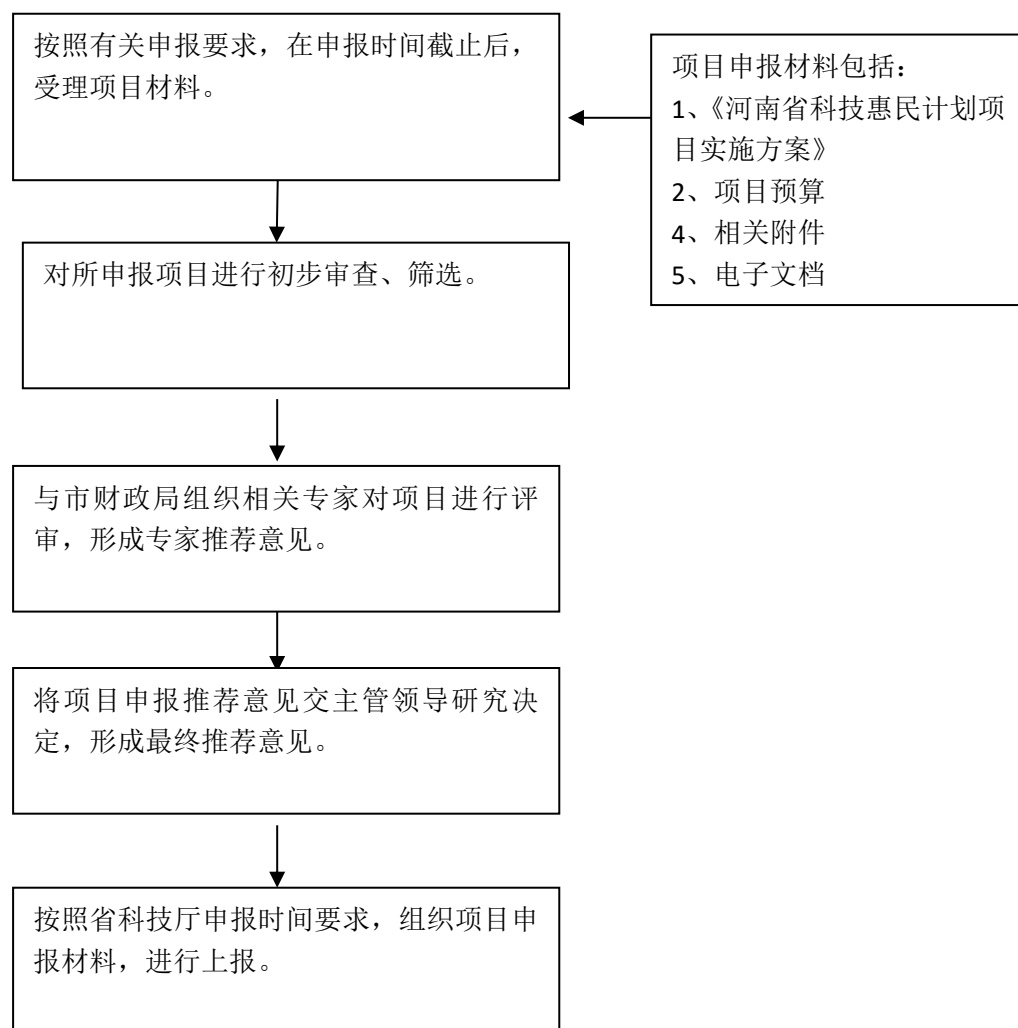 按照有关申报要求，在申报时间截止后，
受理项目材料。
项目申报材料包括：
1、《河南省科技惠民计划项
目实施方案》
2、项目预算
4、相关附件
5、电子文档
对所申报项目进行初步审查、筛选。
与市财政局组织相关专家对项目进行评
审，形成专家推荐意见。
将项目申报推荐意见交主管领导研究决
定，形成最终推荐意见。
按照省科技厅申报时间要求，组织项目申
报材料，进行上报。